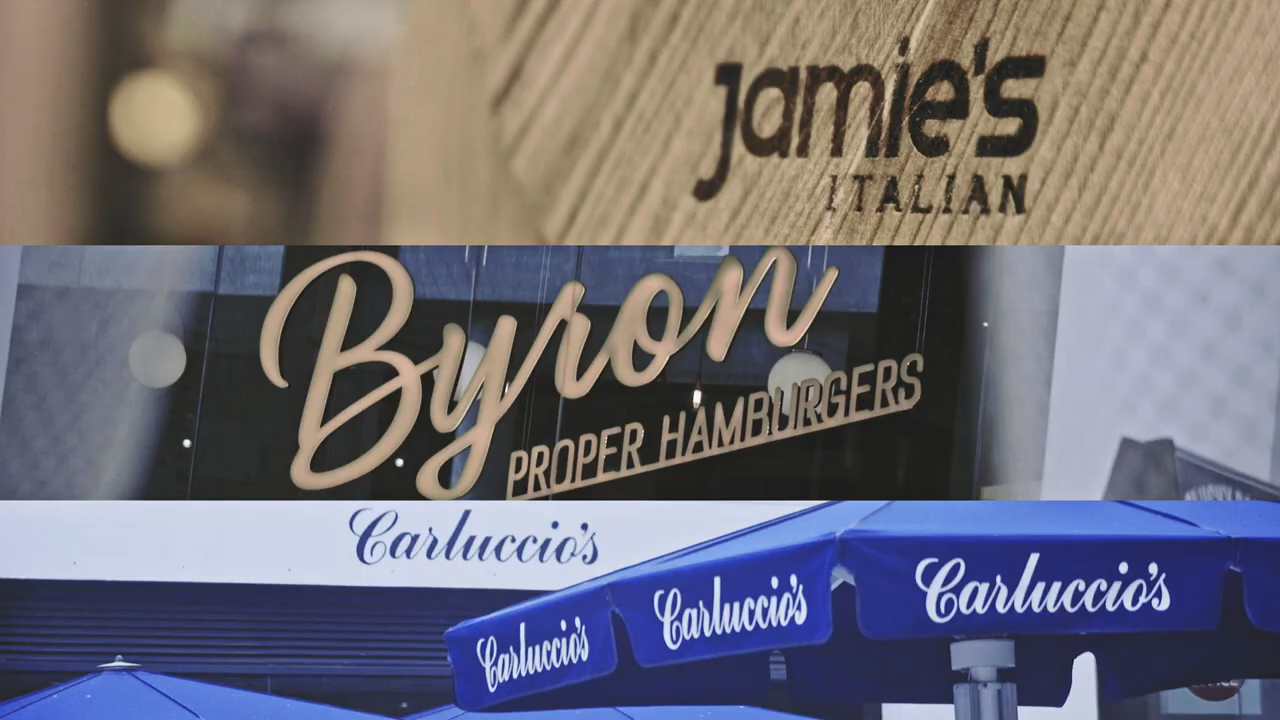 jamie's
ITALIAN
Byron
PROPER HAMBURGERS
Carluccio's
Carluccio's
Carluccio's
Carluccio's